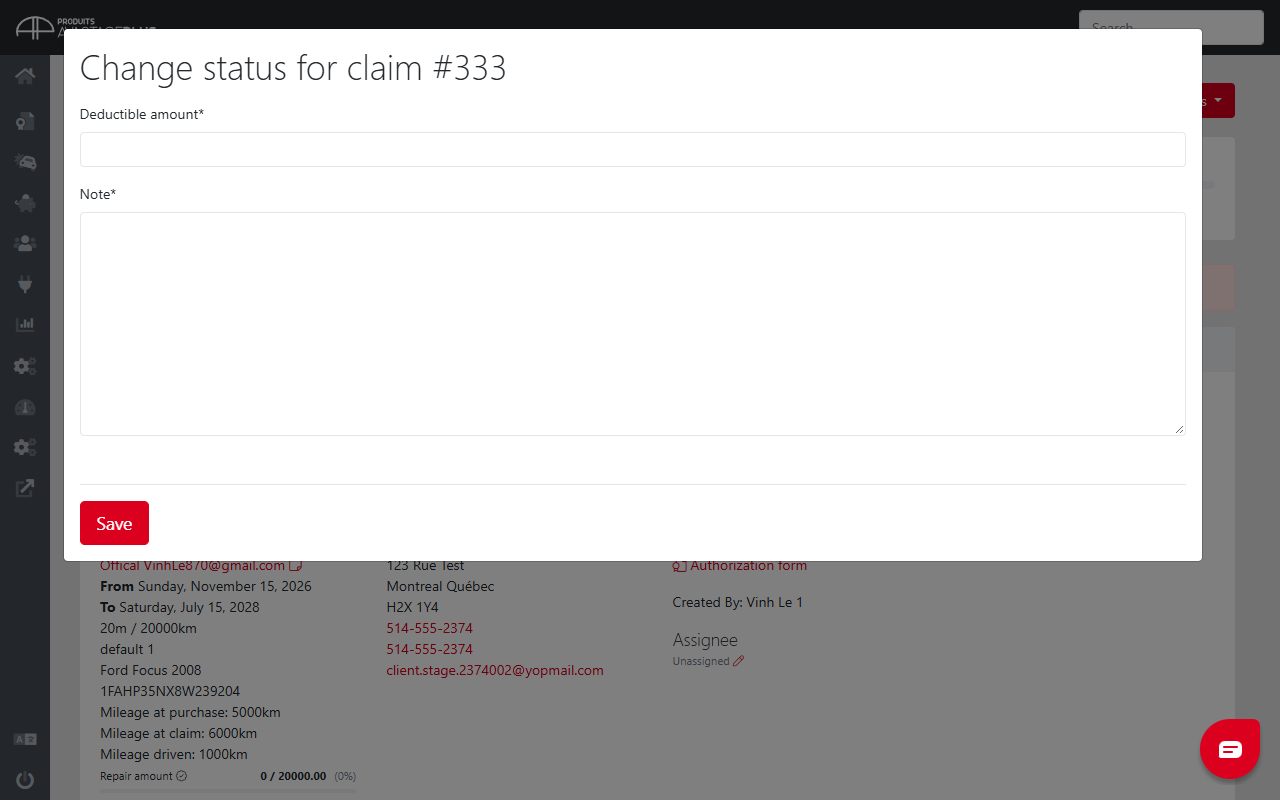 PRODUITS
Search
Change status for claim #333
Deductible amount*
Note*
Save
Offical VinhLe870@gmail.com
From Sunday, November 15, 2026
To Saturday, July 15, 2028
20m / 20000km
default 1
Ford Focus 2008
1FAHP35NX8W239204
Mileage at purchase: 5000km
Mileage at claim: 6000km
Mileage driven: 1000km
Repair amount 0 / 20000.00 (0%)
123 Rue Test
Montreal Québec
H2X 1Y4
514-555-2374
514-555-2374
client.stage.2374002@yopmail.com
Authorization form
Created By: Vinh Le 1
Assignee
Unassigned